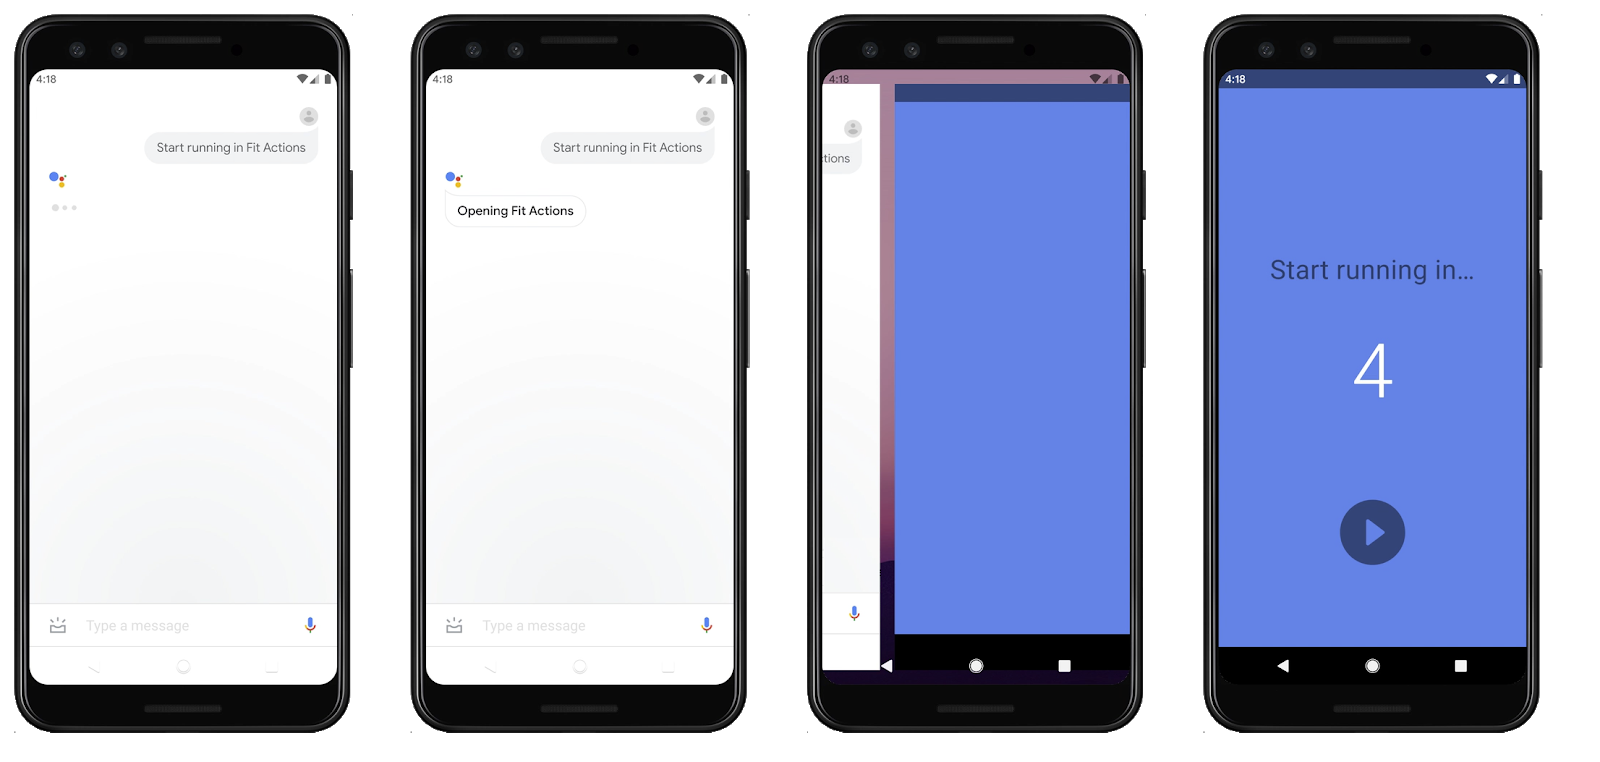 4:18
Start running in Fit Actions
Type a message
4:18
Start running in Fit Actions
Opening Fit Actions
Type a message
4:18
ctions
4:18
Start running in...
4